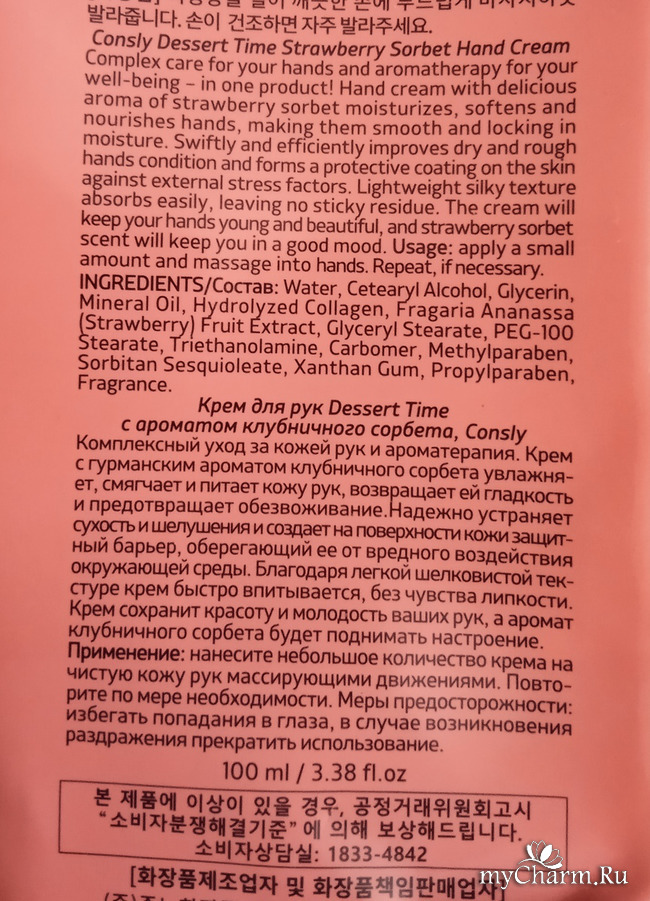 발라줍니다. 손이 건조하면 자주 발라주세요.
Consly Dessert Time Strawberry Sorbet Hand Cream
Complex care for your hands and aromatherapy for your
well-being – in one product! Hand cream with delicious
aroma of strawberry sorbet moisturizes, softens and
nourishes hands, making them smooth and locking in
moisture. Swiftly and efficiently improves dry and rough
hands condition and forms a protective coating on the skin
against external stress factors. Lightweight silky texture
absorbs easily, leaving no sticky residue. The cream will
keep your hands young and beautiful, and strawberry sorbet
scent will keep you in a good mood. Usage: apply a small
amount and massage into hands. Repeat, if necessary.
INGREDIENTS/Состав: Water, Cetearyl Alcohol, Glycerin,
Mineral Oil, Hydrolyzed Collagen, Fragaria Ananassa
(Strawberry) Fruit Extract, Glyceryl Stearate, PEG-100
Stearate, Triethanolamine, Carbomer, Methylparaben,
Sorbitan Sesquioleate, Xanthan Gum, Propylparaben,
Fragrance.
Крем для рук Dessert Time
с ароматом клубничного сорбета, Consly
Комплексный уход за кожей рук и ароматерапия. Крем
с гурманским ароматом клубничного сорбета увлажня-
ет, смягчает и питает кожу рук, возвращает ей гладкость
и предотвращает обезвоживание.Надежно устраняет
сухость и шелушения и создает на поверхности кожи защит-
ный барьер, оберегающий ее от вредного воздействия
окружающей среды. Благодаря легкой шелковистой тек-
стуре крем быстро впитывается, без чувства липкости.
Крем сохранит красоту и молодость ваших рук, а аромат
клубничного сорбета будет поднимать настроение.
Применение: нанесите небольшое количество крема на
чистую кожу рук массирующими движениями. Повто-
рите по мере необходимости. Меры предосторожности:
избегать попадания в глаза, в случае возникновения
раздражения прекратить использование.
100 ml / 3.38 fl.oz
본 제품에 이상이 있을 경우, 공정거래위원회고시
“소비자분쟁해결기준” 에 의해 보상해드립니다.
소비자상담실: 1833-4842
[화장품제조업자 및 화장품책임판매업자]
myCharm.Ru